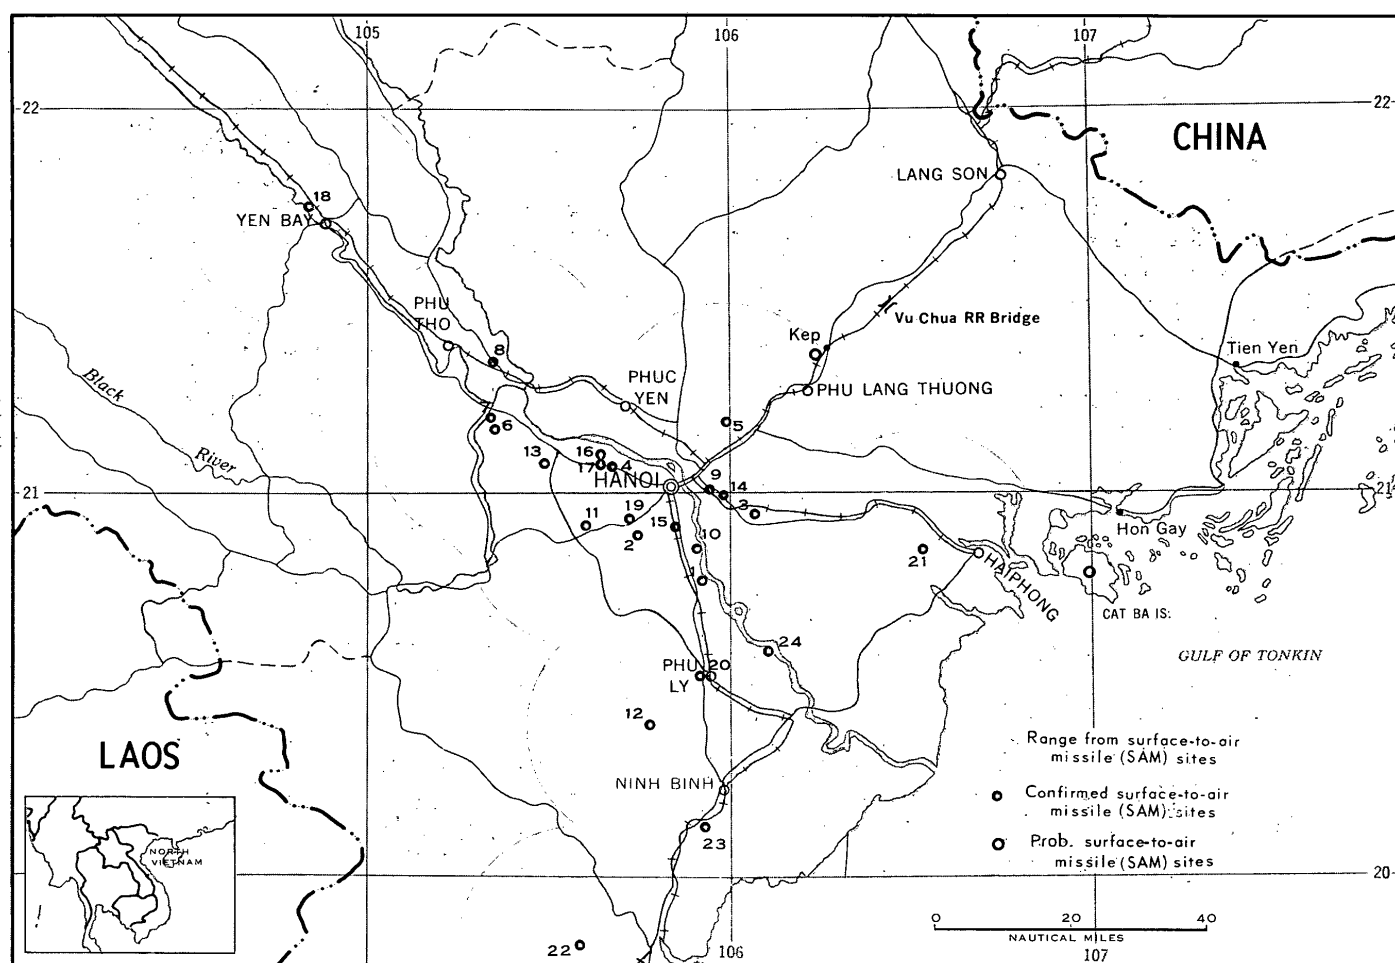 105
106
107
22
22
CHINA
LANG SON
18
YEN BAY
PHU
THO
Vu Chua RR Bridge
Kep
Tien Yen
8
PHUC
YEN
PHU LANG THUONG
Black
River
5
6
16
13
17
4
HANOI
9
14
21
21
3
11
19
15
2
10
Hon Gay
21
HAIPHONG
1
CAT BA IS:
24
GULF OF TONKIN
PHU
LY
20
12
LAOS
Range from surface-to-air
missile (SAM) sites
NINH BINH
Confirmed surface-to-air
missile (SAM) sites
23
Prob. surface-to-air
missile (SAM) sites
NORTH
VIETNAM
20
0
20
40
NAUTICAL MILES
22
106
107